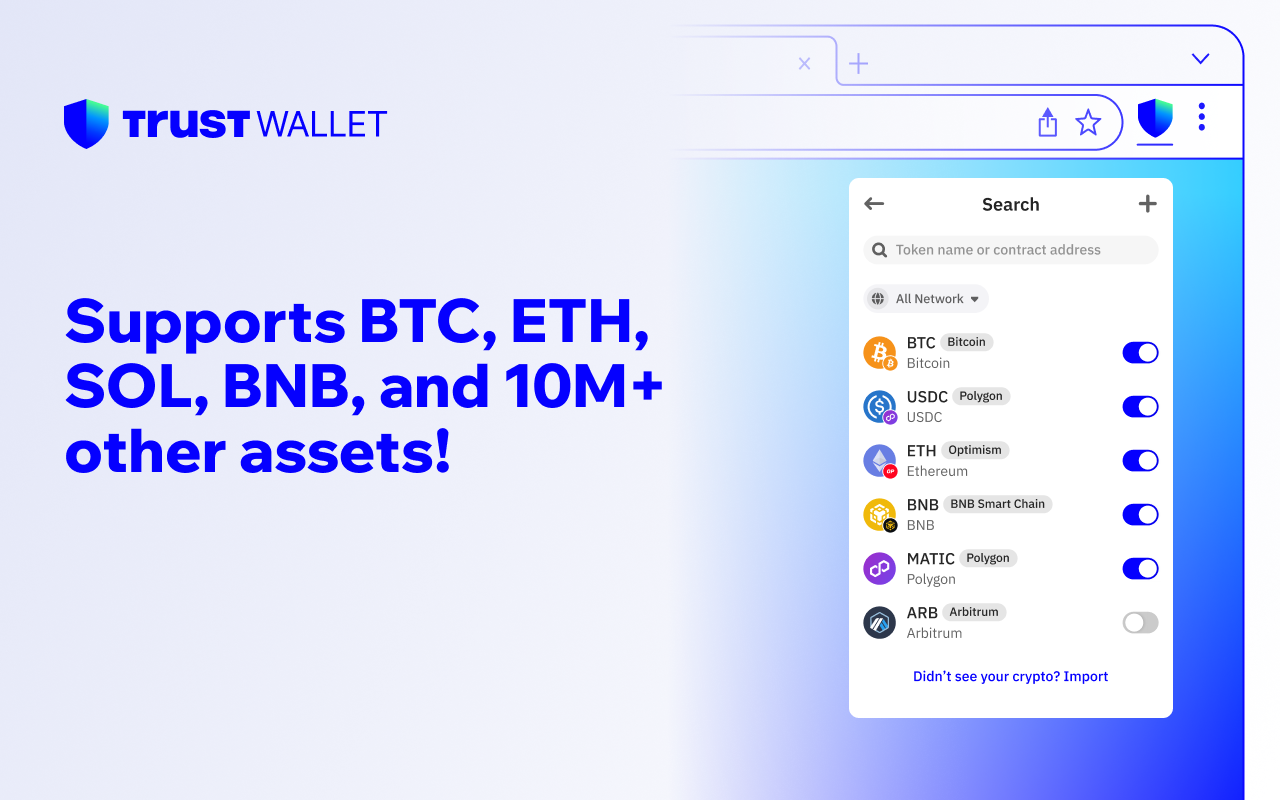 TRUST WALLET
Supports BTC, ETH,
SOL, BNB, and 10M+
other assets!
Search
Token name or contract address
All Network
BTC Bitcoin
Bitcoin
USDC Polygon
USDC
ETH Optimism
Ethereum
OP
BNB BNB Smart Chain
BNB
MATIC Polygon
Polygon
ARB Arbitrum
Arbitrum
Didn’t see your crypto? Import